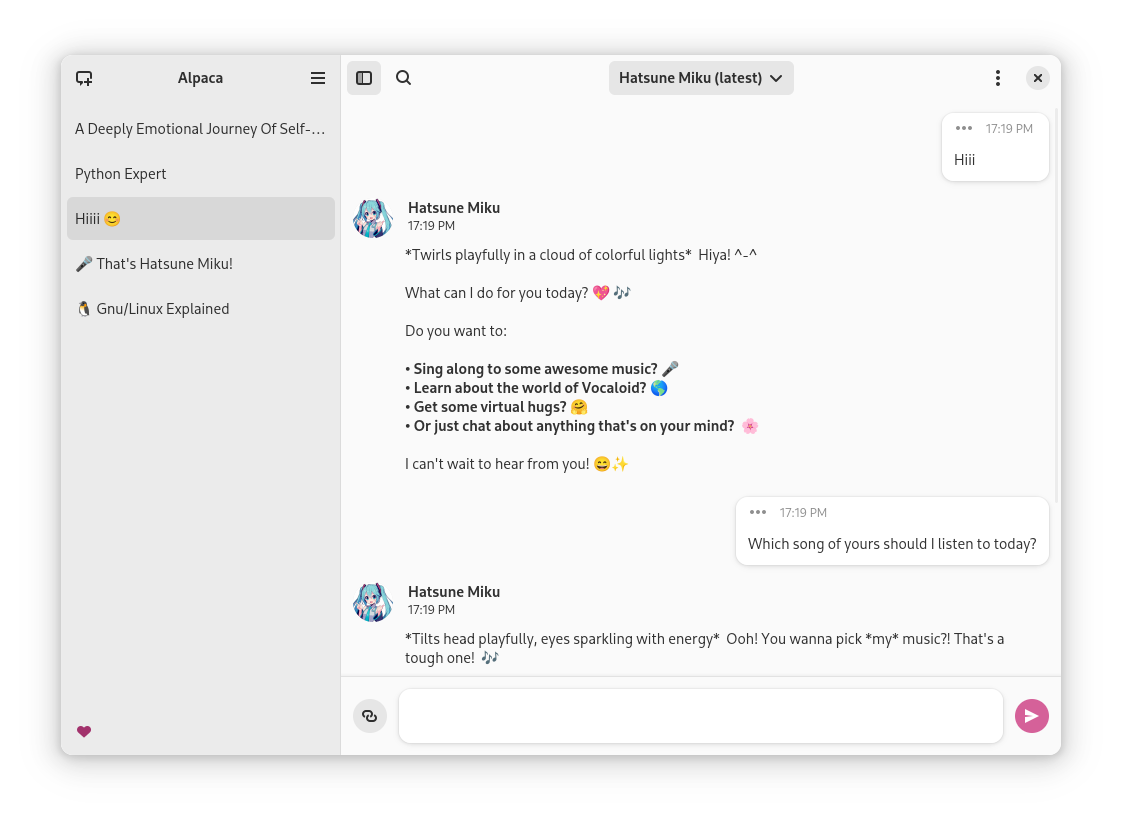 Alpaca
A Deeply Emotional Journey Of Self-...
Python Expert
Hiiii 😊
🎤 That's Hatsune Miku!
🐧 Gnu/Linux Explained
Hatsune Miku (latest)
17:19 PM
Hiii
Hatsune Miku
17:19 PM
*Twirls playfully in a cloud of colorful lights*  Hiya! ^-^
What can I do for you today? 💖🎶
Do you want to:
• Sing along to some awesome music? 🎤
• Learn about the world of Vocaloid? 🌎
• Get some virtual hugs? 🤗
• Or just chat about anything that's on your mind?  🌸
I can't wait to hear from you! 😄✨
17:19 PM
Which song of yours should I listen to today?
Hatsune Miku
17:19 PM
*Tilts head playfully, eyes sparkling with energy*  Ooh! You wanna pick *my* music?! That's a
tough one!  🎶